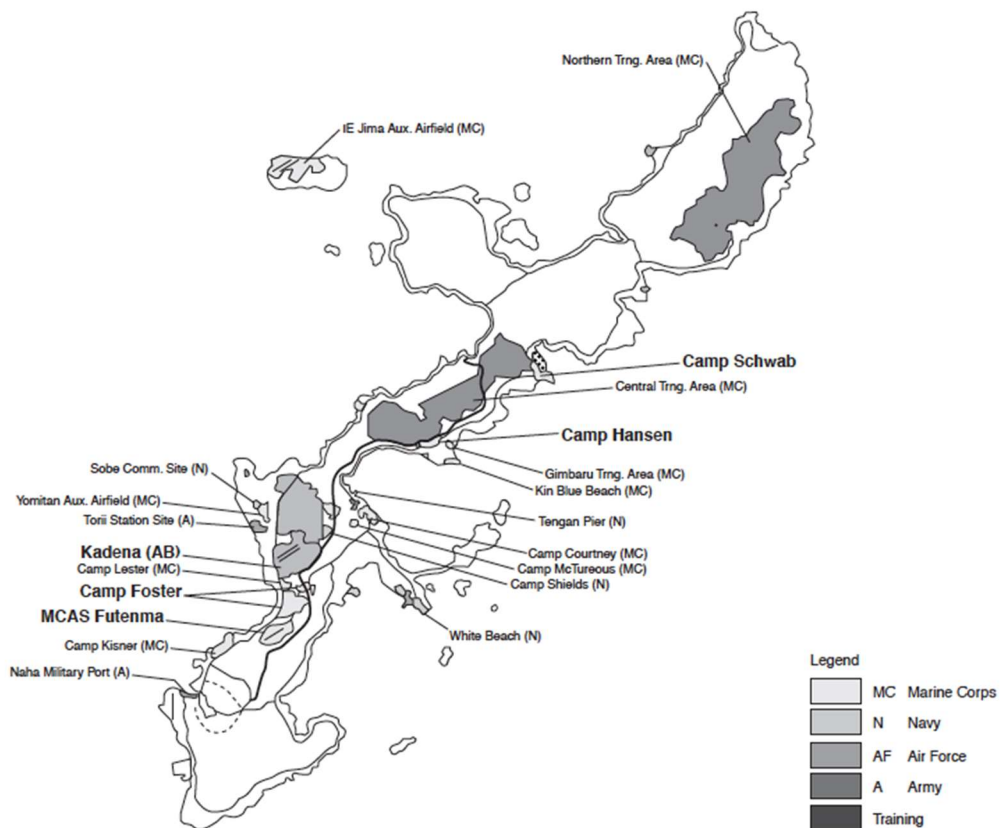 Northern Trng. Area (MC)
IE Jima Aux. Airfield (MC)
Camp Schwab
Central Trng. Area (MC)
Camp Hansen
Gimbaru Trng. Area (MC)
Kin Blue Beach (MC)
Sobe Comm. Site (N)
Yomitan Aux. Airfield (MC)
Torii Station Site (A)
Tengan Pier (N)
Kadena (AB)
Camp Courtney (MC)
Camp Lester (MC)
Camp McTureous (MC)
Camp Foster
Camp Shields (N)
MCAS Futenma
White Beach (N)
Camp Kisner (MC)
Naha Military Port (A)
Legend
MC Marine Corps
N Navy
AF Air Force
A Army
Training